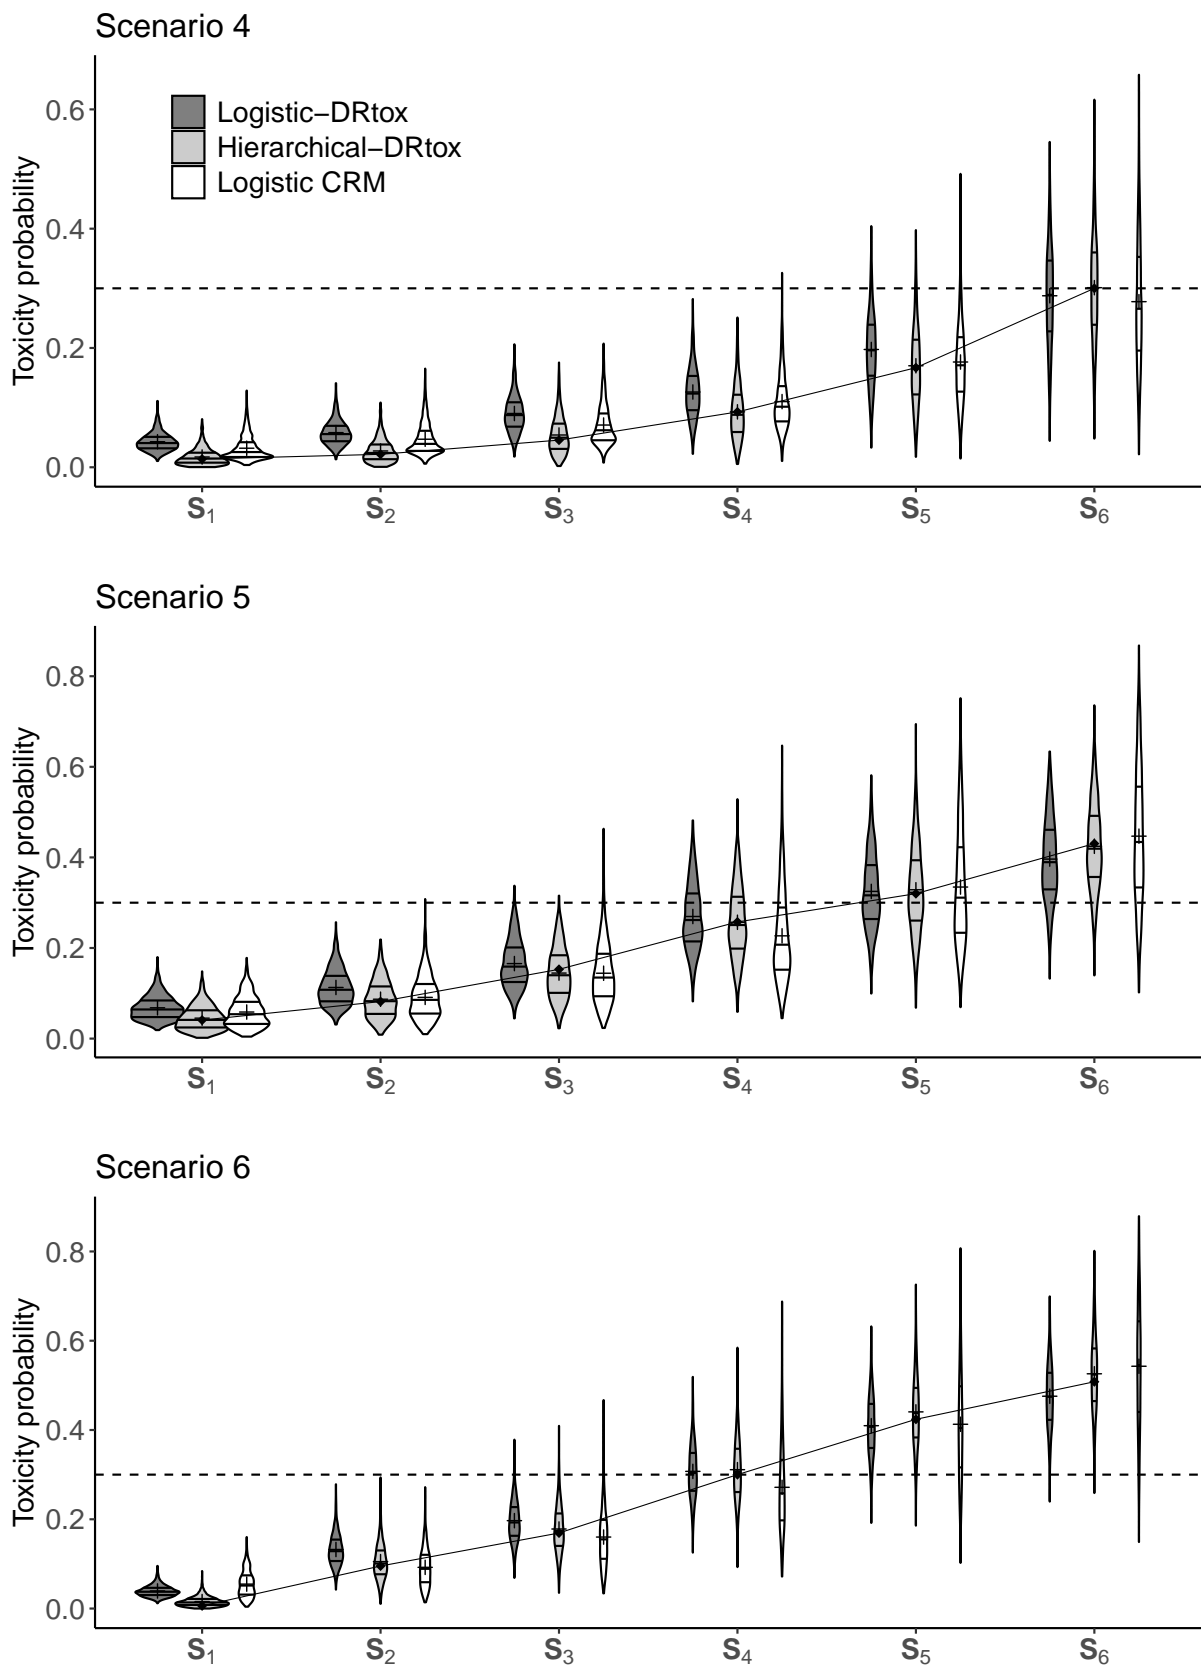 Scenario 4
Toxicity probability
0.6
0.4
0.2
0.0
Logistic−DRtox
Hierarchical−DRtox
Logistic CRM
S1 S2 S3 S4 S5 S6
Scenario 5
Toxicity probability
0.8
0.6
0.4
0.2
0.0
S1 S2 S3 S4 S5 S6
Scenario 6
Toxicity probability
0.8
0.6
0.4
0.2
0.0
S1 S2 S3 S4 S5 S6